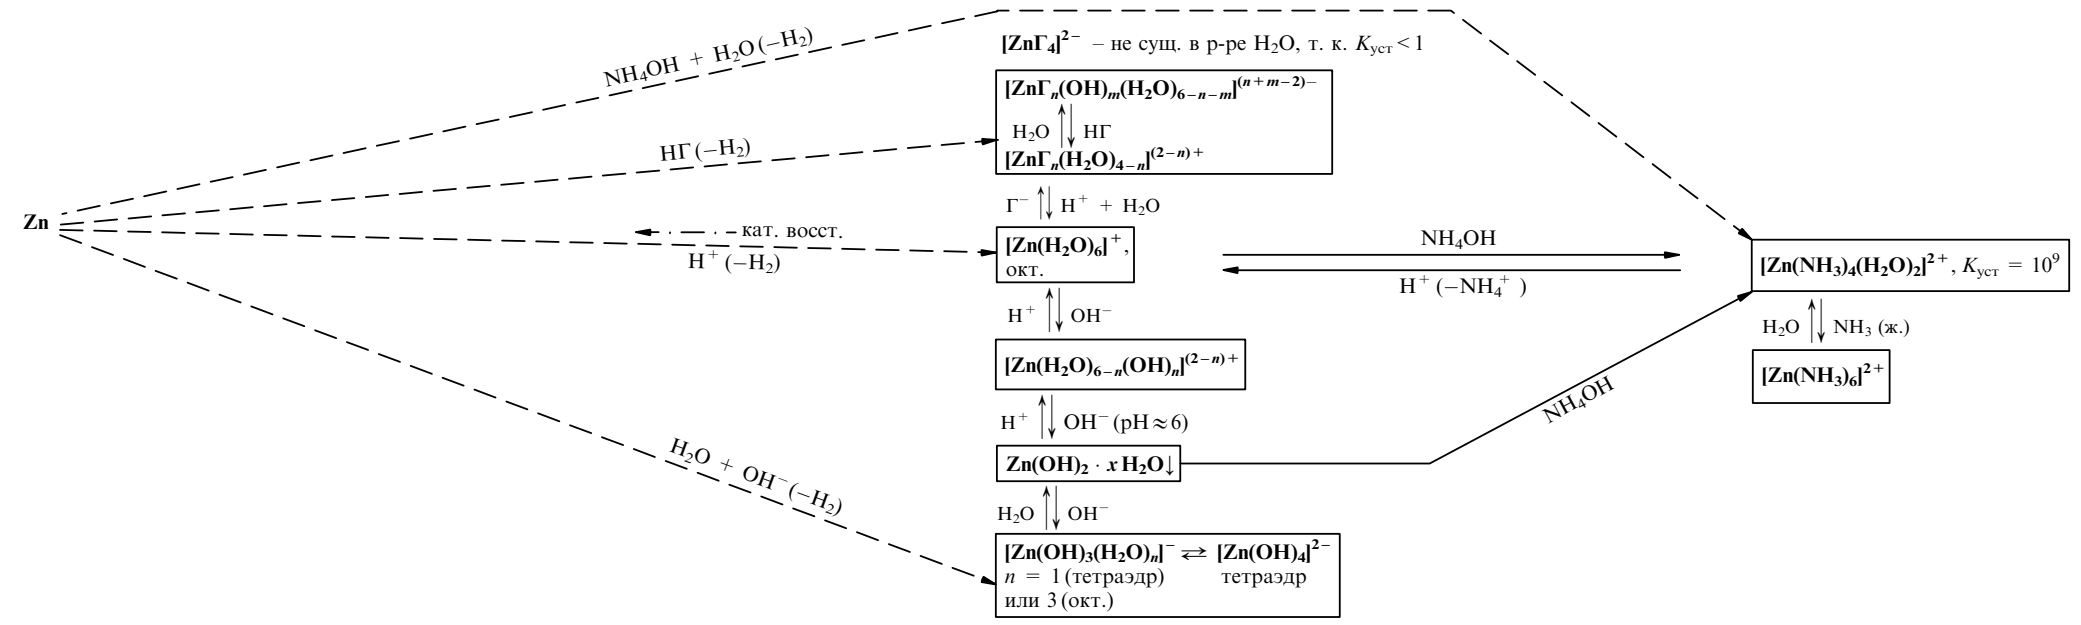 [ZnГ₄]²⁻ – не сущ. в р-ре H₂O, т. к. Kуст < 1
NH₄OH + H₂O (−H₂)
[ZnГₙ(OH)ₘ(H₂O)₆₋ₙ₋ₘ]⁽ⁿ⁺ᵐ⁻²⁾⁻
H₂O HГ
[ZnГₙ(H₂O)₄₋ₙ]⁽²⁻ⁿ⁾⁺
HГ (−H₂)
Г⁻ H⁺ + H₂O
Zn
кат. восст.
H⁺ (−H₂)
[Zn(H₂O)₆]⁺,
окт.
NH₄OH
H⁺ (−NH₄⁺ )
[Zn(NH₃)₄(H₂O)₂]²⁺, Kуст = 10⁹
H₂O NH₃ (ж.)
[Zn(NH₃)₆]²⁺
H⁺ OH⁻
[Zn(H₂O)₆₋ₙ(OH)ₙ]⁽²⁻ⁿ⁾⁺
H⁺ OH⁻ (pH ≈ 6)
NH₄OH
Zn(OH)₂ · x H₂O↓
H₂O + OH⁻ (−H₂)
H₂O OH⁻
[Zn(OH)₃(H₂O)ₙ]⁻ ⇄ [Zn(OH)₄]²⁻
n = 1 (тетраэдр) тетраэдр
или 3 (окт.)